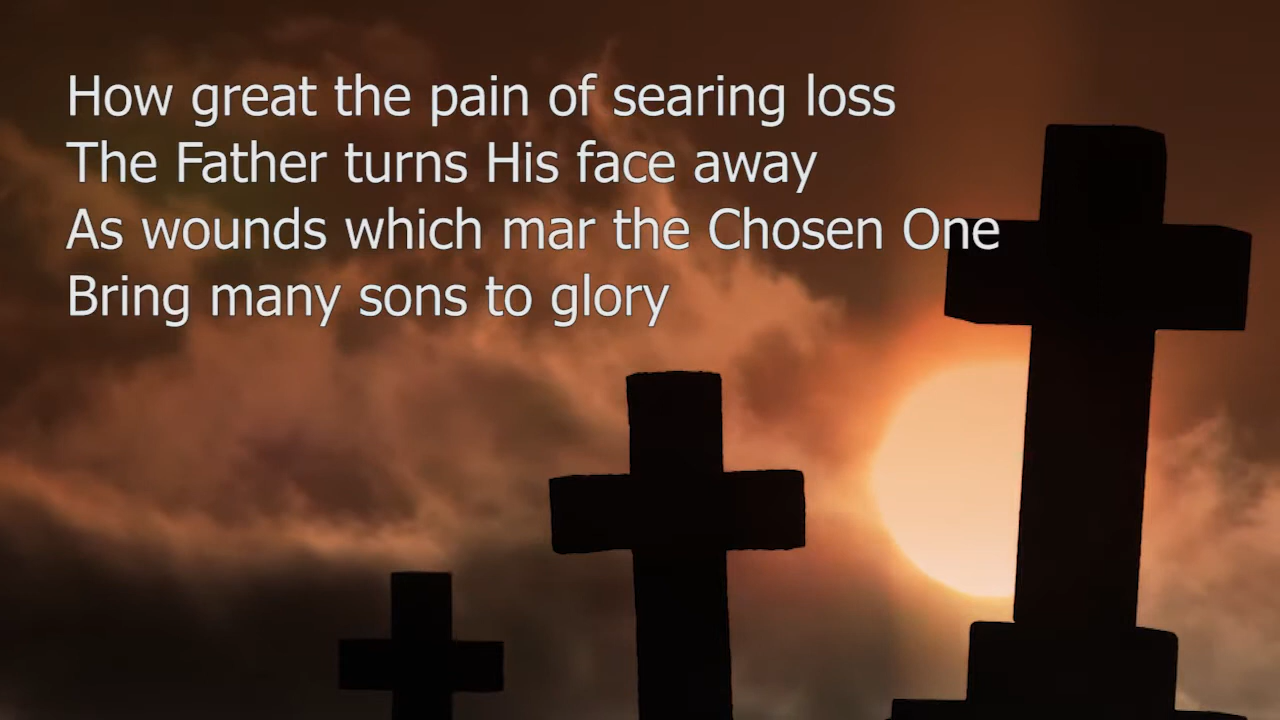 How great the pain of searing loss
The Father turns His face away
As wounds which mar the Chosen One
Bring many sons to glory